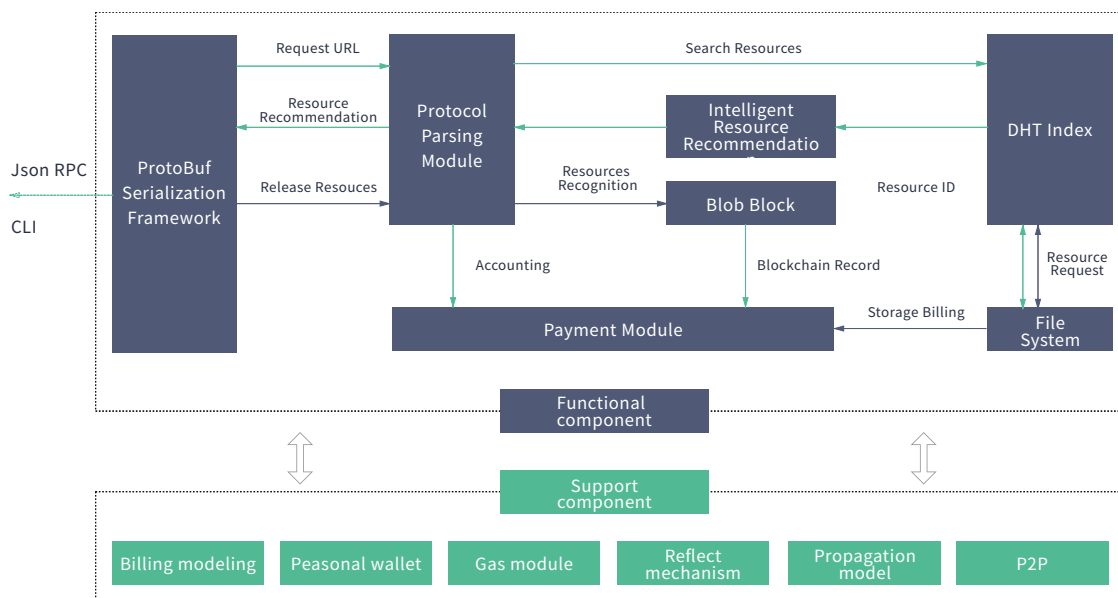 Request URL
Search Resources
Resource
Recommendation
Protocol
Parsing
Module
Intelligent
Resource
Recommendatio
DHT Index
Json RPC
CLI
ProtoBuf
Serialization
Framework
Release Resouces
Resources
Recognition
Blob Block
Resource ID
Accounting
Blockchain Record
Resource
Request
Payment Module
Storage Billing
File
System
Functional
component
Support
component
Billing modeling
Peasonal wallet
Gas module
Reflect
mechanism
Propagation
model
P2P